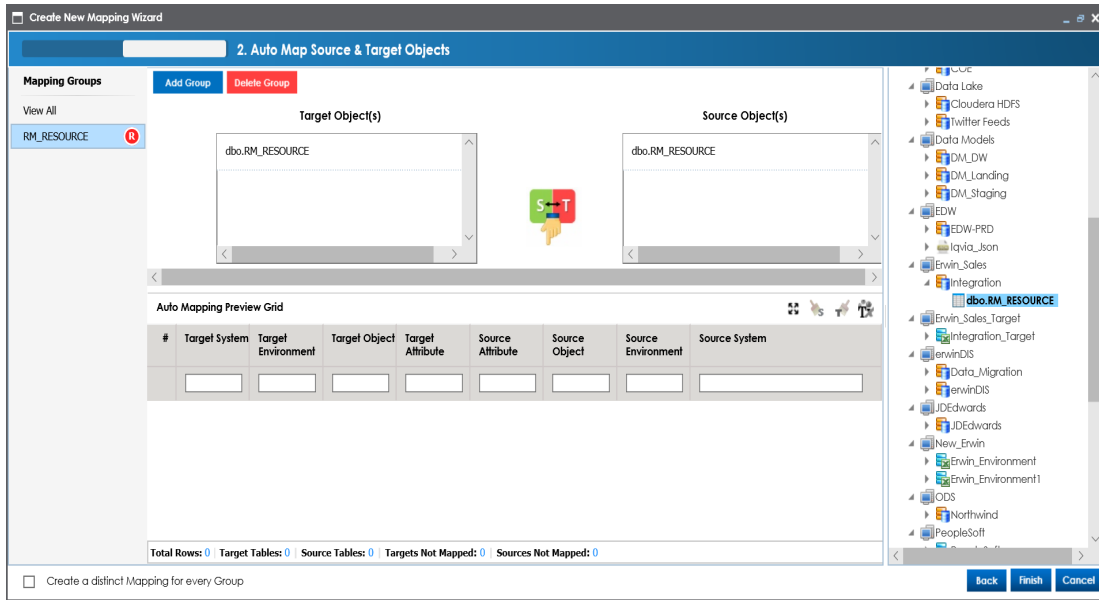 Create New Mapping Wizard
2. Auto Map Source & Target Objects
Mapping Groups
View All
RM_RESOURCE
R
Add Group
Delete Group
Target Object(s)
Source Object(s)
dbo.RM_RESOURCE
dbo.RM_RESOURCE
S T
Auto Mapping Preview Grid
S
T
Tx
# Target System Target Environment Target Object Target Attribute Source Attribute Source Object Source Environment Source System
Total Rows: 0 | Target Tables: 0 | Source Tables: 0 | Targets Not Mapped: 0 | Sources Not Mapped: 0
COE
Data Lake
Cloudera HDFS
Twitter Feeds
Data Models
DM_DW
DM_Landing
DM_Staging
EDW
EDW-PRD
Iqvia_Json
Erwin_Sales
Integration
dbo.RM_RESOURCE
Erwin_Sales_Target
Integration_Target
erwinDIS
Data_Migration
erwinDIS
JDEdwards
JDEdwards
New_Erwin
Erwin_Environment
Erwin_Environment1
ODS
Northwind
PeopleSoft
Create a distinct Mapping for every Group
Back
Finish
Cancel